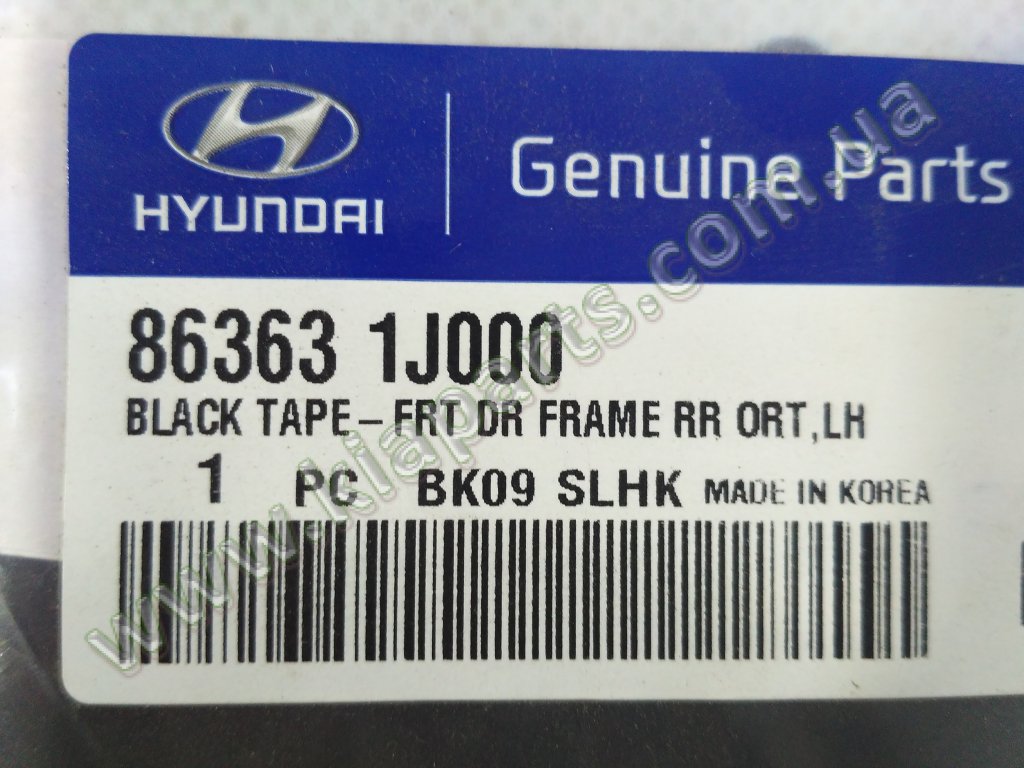 HYUNDAI
Genuine Parts
86363 1J000
BLACK TAPE-FRT DR FRAME RR ORT,LH
1 PC BK09 SLHK MADE IN KOREA
www.kiaparts.com.ua